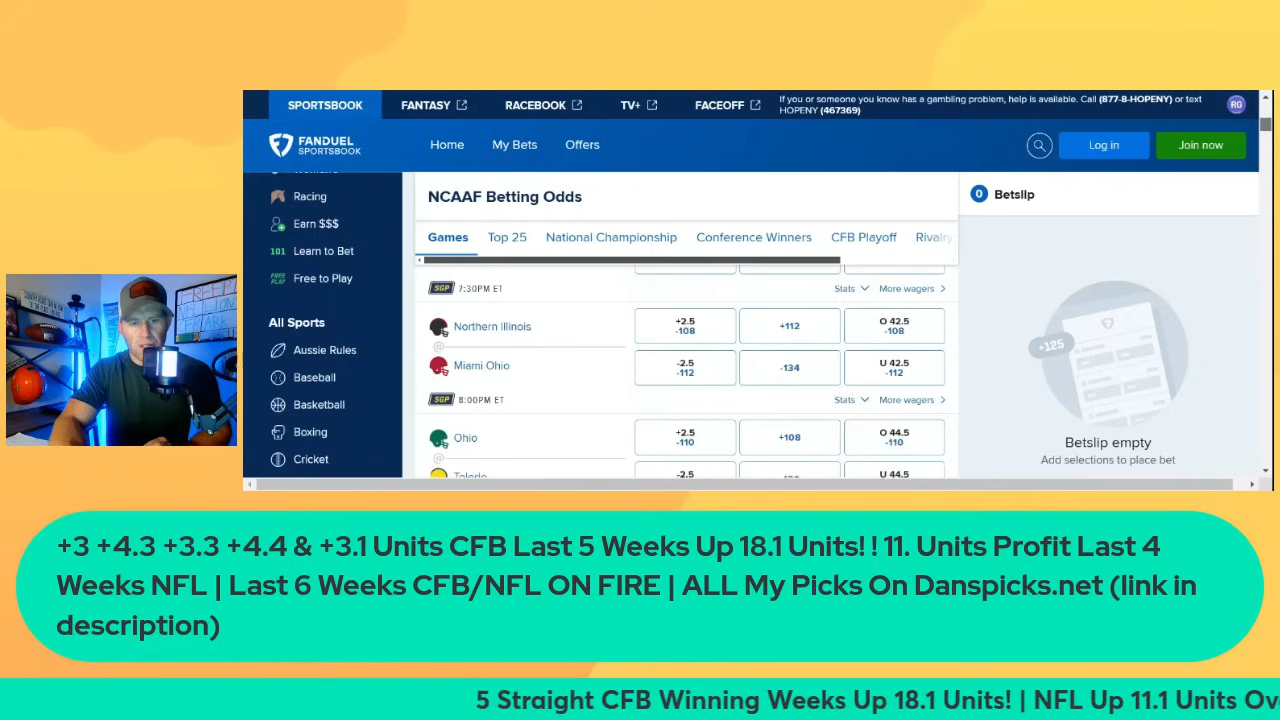 SPORTSBOOK FANTASY RACEBOOK TV+ FACEOFF
If you or someone you know has a gambling problem, help is available. Call (877-8-HOPENY) or text
HOPENY (467369)
RG
FANDUEL
SPORTSBOOK
Home My Bets Offers
Log in Join now
Racing
Earn $$$
101 Learn to Bet
FREE PLAY Free to Play
All Sports
Aussie Rules
Baseball
Basketball
Boxing
Cricket
NCAAF Betting Odds
Games Top 25 National Championship Conference Winners CFB Playoff Rivalry
SGP 7:30PM ET Stats More wagers
Northern Illinois
+2.5
-108
+112
O 42.5
-108
@
Miami Ohio
-2.5
-112
-134
U 42.5
-112
SGP 8:00PM ET Stats More wagers
Ohio
+2.5
-110
+108
O 44.5
-110
@
Toledo
-2.5
U 44.5
0 Betslip
+125
Betslip empty
Add selections to place bet
+3 +4.3 +3.3 +4.4 & +3.1 Units CFB Last 5 Weeks Up 18.1 Units! ! 11. Units Profit Last 4
Weeks NFL | Last 6 Weeks CFB/NFL ON FIRE | ALL My Picks On Danspicks.net (link in
description)
5 Straight CFB Winning Weeks Up 18.1 Units! | NFL Up 11.1 Units Ov